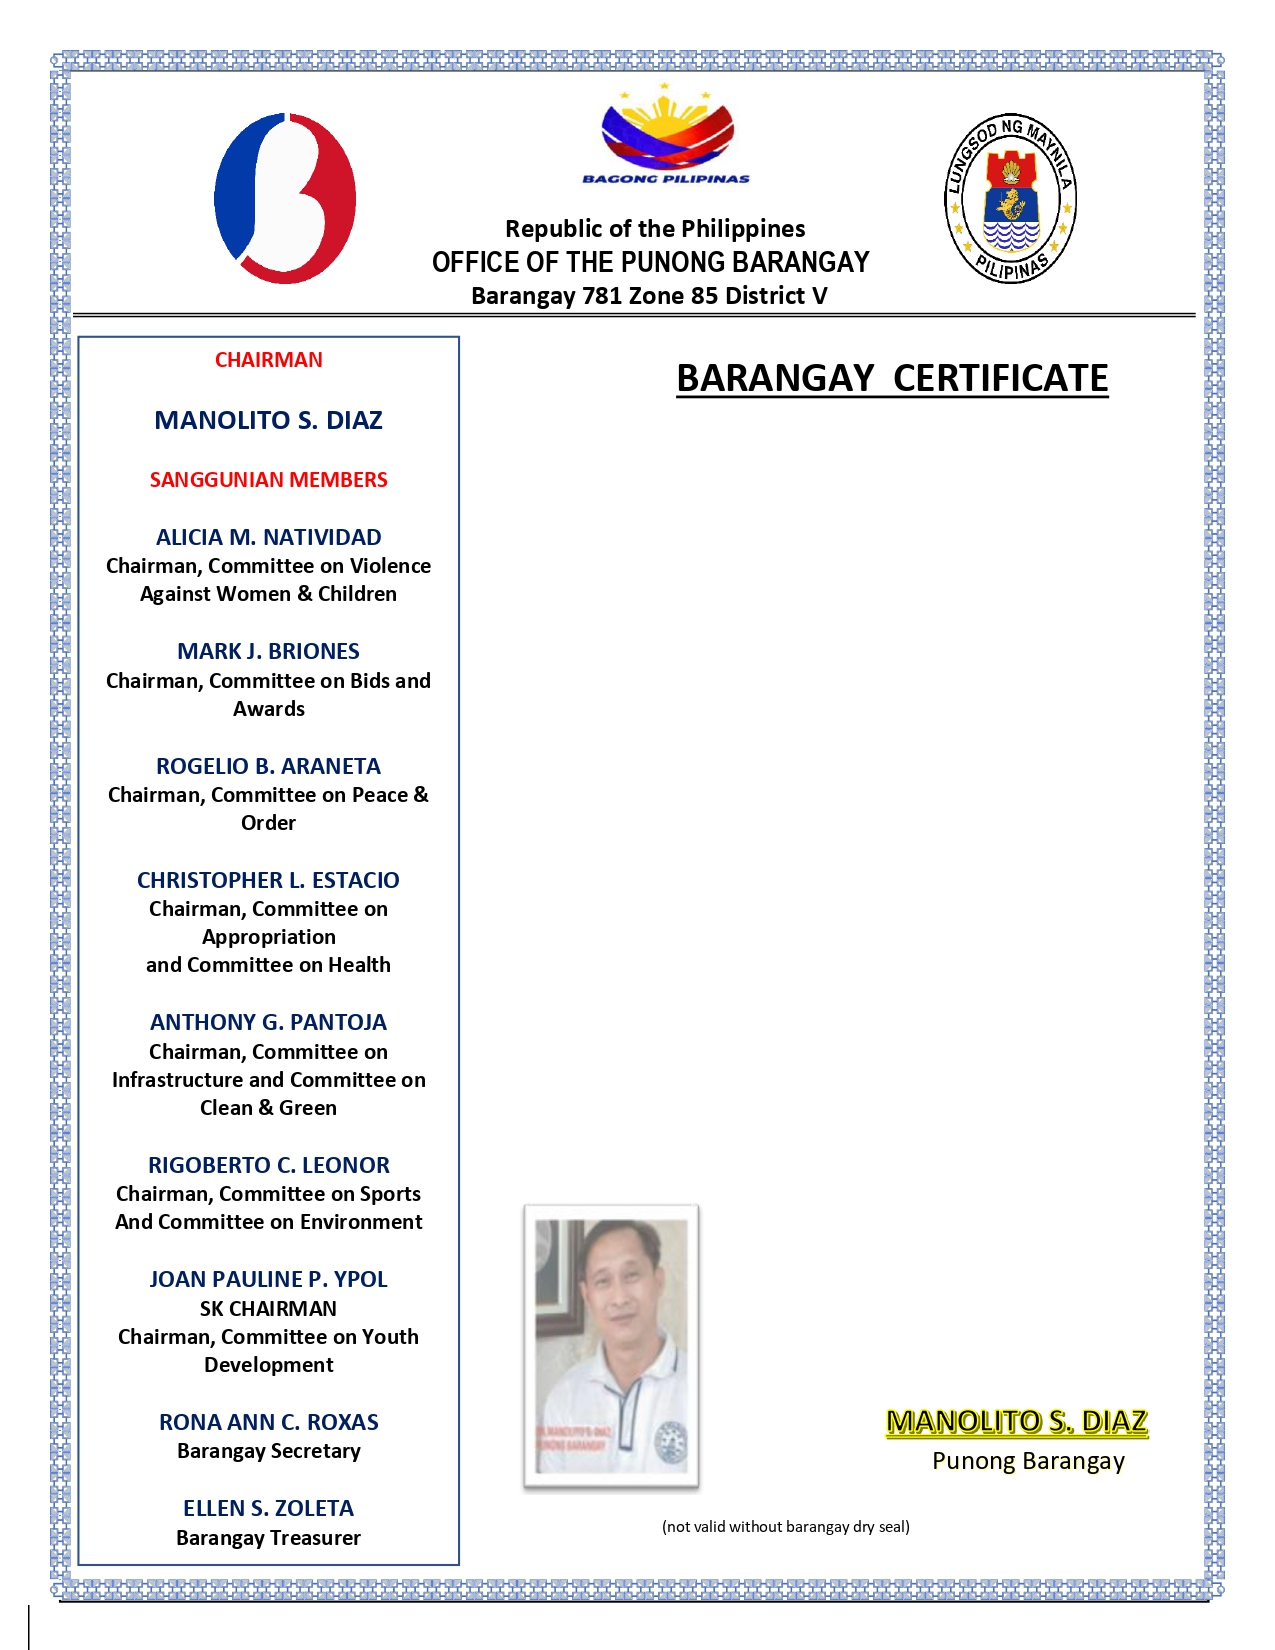 BAGONG PILIPINAS
LUNGSOD NG MAYNILA
PILIPINAS
Republic of the Philippines
OFFICE OF THE PUNONG BARANGAY
Barangay 781 Zone 85 District V
CHAIRMAN
MANOLITO S. DIAZ
SANGGUNIAN MEMBERS
ALICIA M. NATIVIDAD
Chairman, Committee on Violence
Against Women & Children
MARK J. BRIONES
Chairman, Committee on Bids and
Awards
ROGELIO B. ARANETA
Chairman, Committee on Peace &
Order
CHRISTOPHER L. ESTACIO
Chairman, Committee on
Appropriation
and Committee on Health
ANTHONY G. PANTOJA
Chairman, Committee on
Infrastructure and Committee on
Clean & Green
RIGOBERTO C. LEONOR
Chairman, Committee on Sports
And Committee on Environment
JOAN PAULINE P. YPOL
SK CHAIRMAN
Chairman, Committee on Youth
Development
RONA ANN C. ROXAS
Barangay Secretary
ELLEN S. ZOLETA
Barangay Treasurer
BARANGAY CERTIFICATE
MANOLITO S. DIAZ
PUNONG BARANGAY
MANOLITO S. DIAZ
Punong Barangay
(not valid without barangay dry seal)